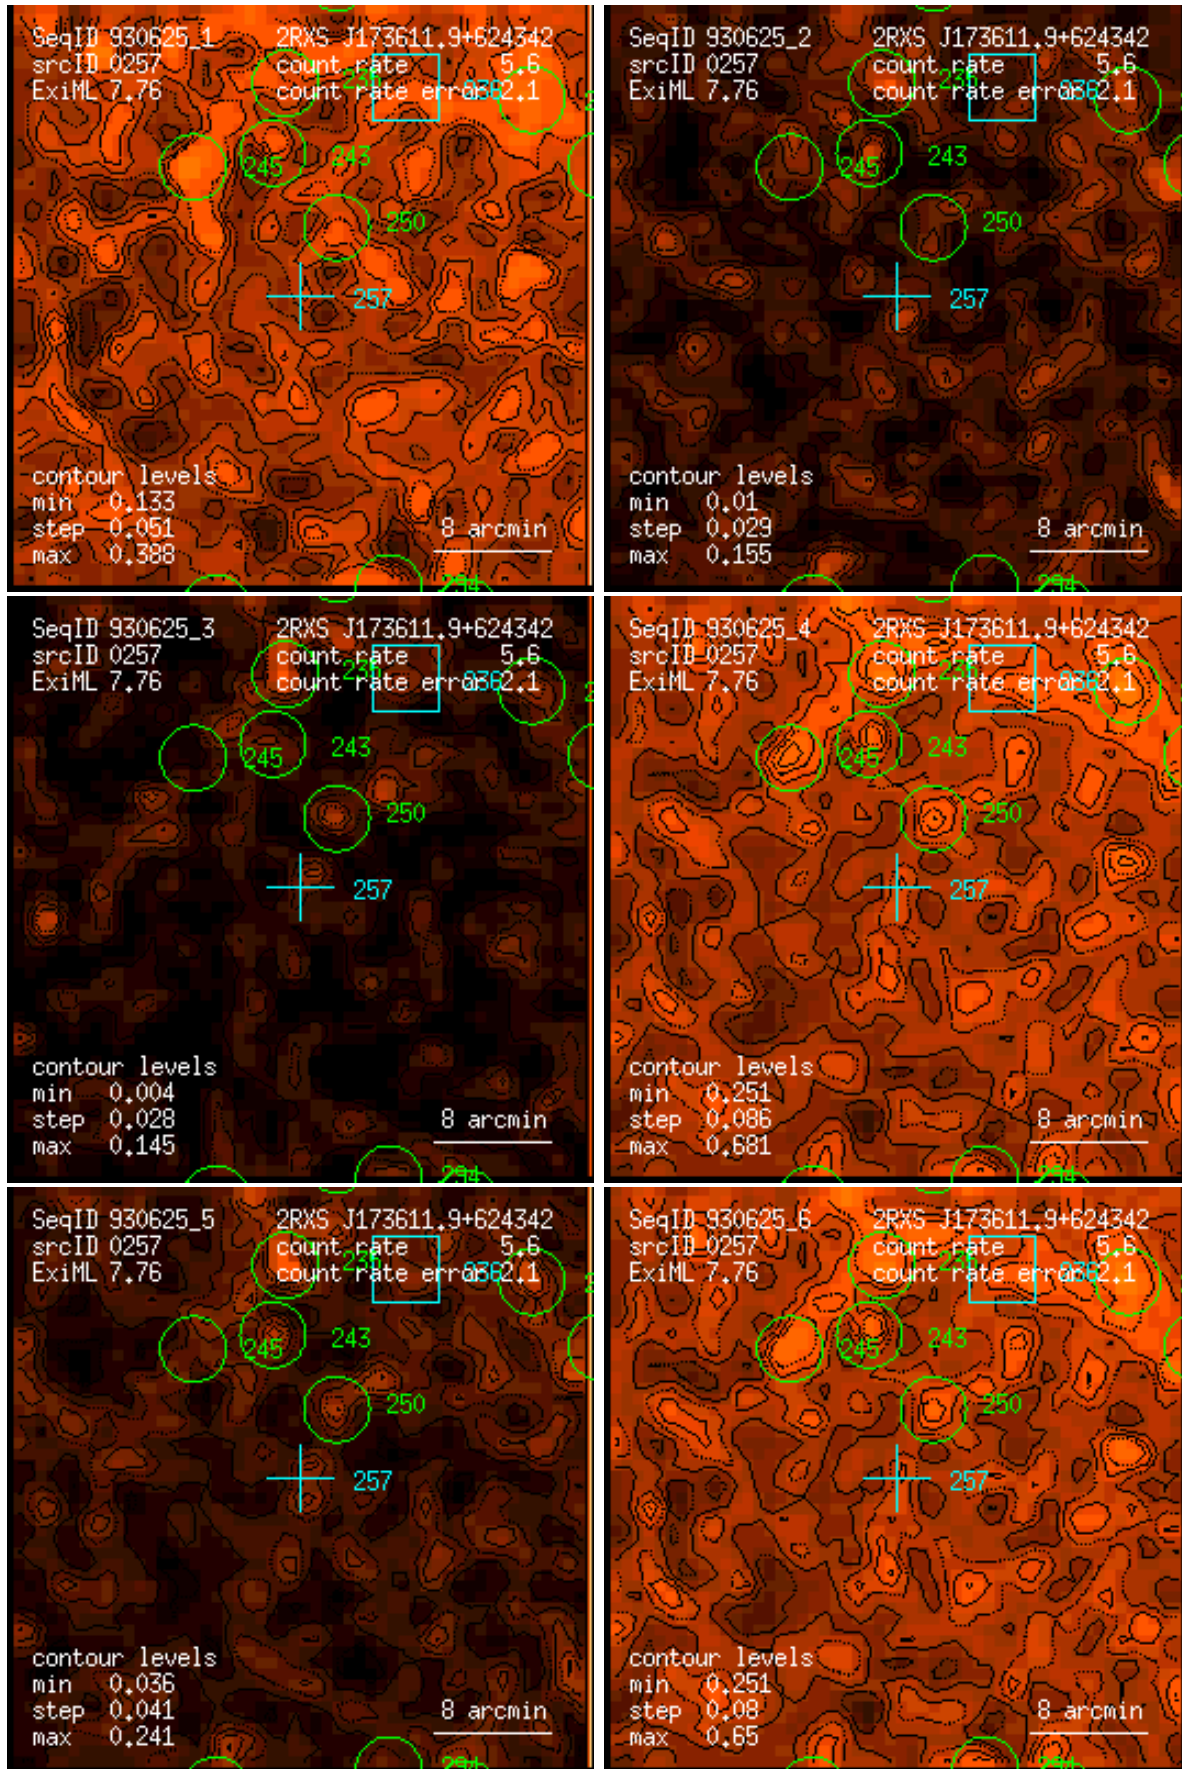 SeqID 930625_1 2RXS J173611.9+624342
srcID 0257 count rate 5.6
ExiML 7.76 count rate error 2.1
245 243
250
257
contour levels
min 0.133
step 0.051 8 arcmin
max 0.388
294
SeqID 930625_2 2RXS J173611.9+624342
srcID 0257 count rate 5.6
ExiML 7.76 count rate error 2.1
245 243
250
257
contour levels
min 0.01
step 0.029 8 arcmin
max 0.155
294
SeqID 930625_3 2RXS J173611.9+624342
srcID 0257 count rate 5.6
ExiML 7.76 count rate error 2.1
245 243
250
257
contour levels
min 0.004
step 0.028 8 arcmin
max 0.145
294
SeqID 930625_4 2RXS J173611.9+624342
srcID 0257 count rate 5.6
ExiML 7.76 count rate error 2.1
245 243
250
257
contour levels
min 0.251
step 0.086 8 arcmin
max 0.681
294
SeqID 930625_5 2RXS J173611.9+624342
srcID 0257 count rate 5.6
ExiML 7.76 count rate error 2.1
245 243
250
257
contour levels
min 0.036
step 0.041 8 arcmin
max 0.241
294
SeqID 930625_6 2RXS J173611.9+624342
srcID 0257 count rate 5.6
ExiML 7.76 count rate error 2.1
245 243
250
257
contour levels
min 0.251
step 0.08 8 arcmin
max 0.65
294